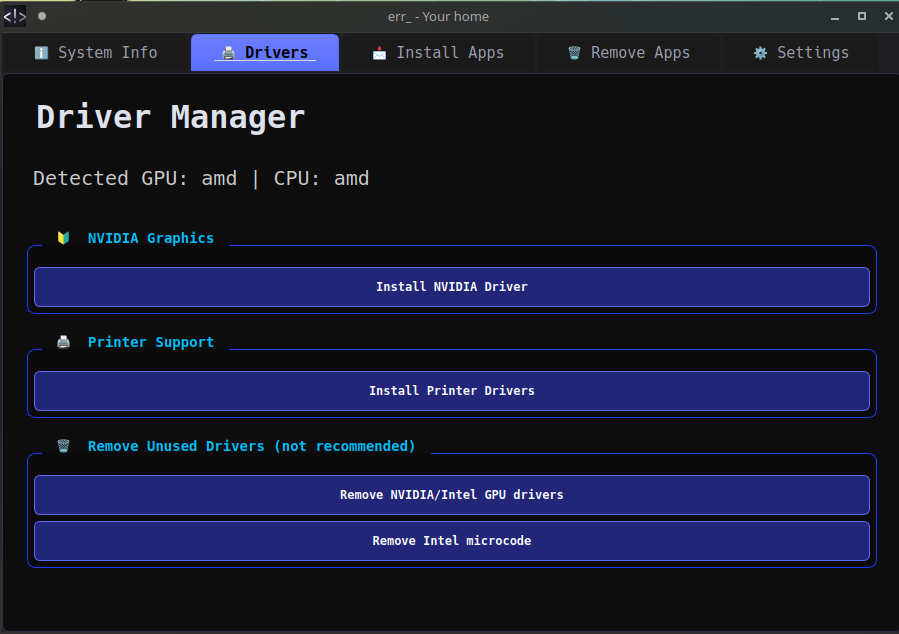 <!>
err_ - Your home
System Info
Drivers
Install Apps
Remove Apps
Settings
Driver Manager
Detected GPU: amd | CPU: amd
NVIDIA Graphics
Install NVIDIA Driver
Printer Support
Install Printer Drivers
Remove Unused Drivers (not recommended)
Remove NVIDIA/Intel GPU drivers
Remove Intel microcode